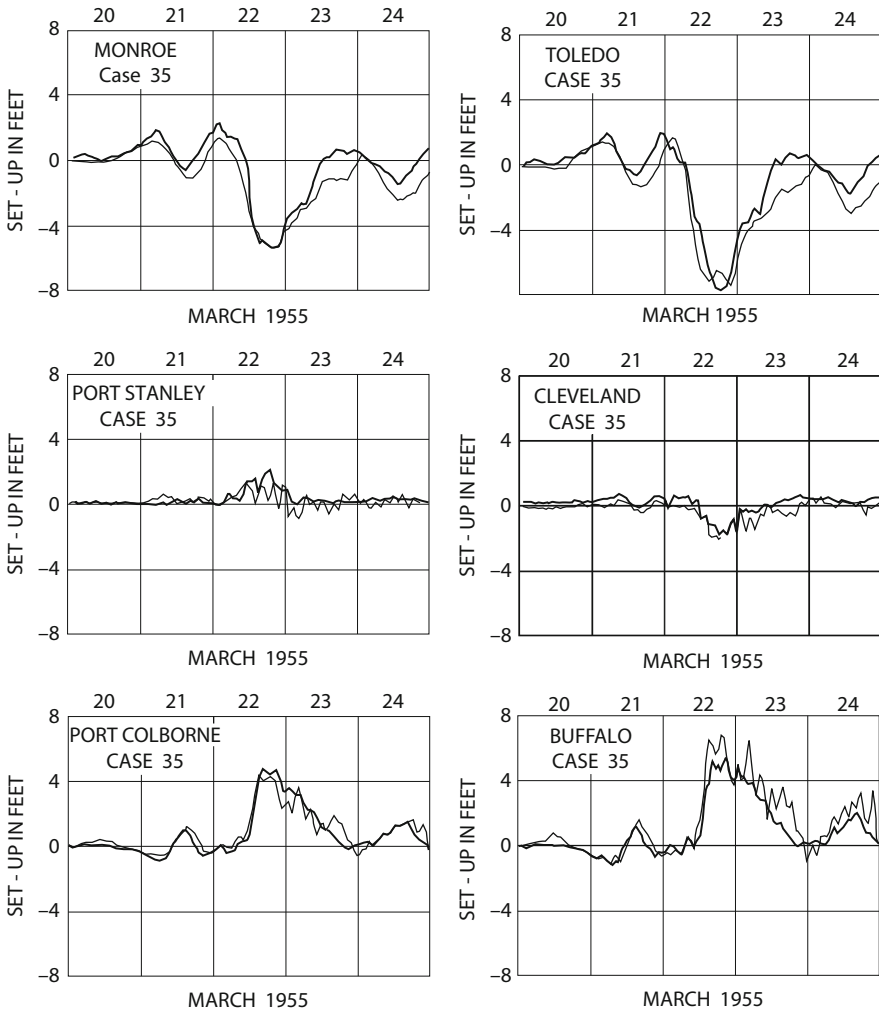 20 21 22 23 24
8
MONROE
Case 35
4
0
−4
−8
SET - UP IN FEET
MARCH 1955
20 21 22 23 24
8
TOLEDO
CASE 35
4
0
−4
SET - UP IN FEET
MARCH 1955
20 21 22 23 24
8
PORT STANLEY
CASE 35
4
0
−4
−8
SET - UP IN FEET
MARCH 1955
20 21 22 23 24
8
CLEVELAND
CASE 35
4
0
−4
−8
SET - UP IN FEET
MARCH 1955
20 21 22 23 24
8
PORT COLBORNE
CASE 35
4
0
−4
−8
SET - UP IN FEET
MARCH 1955
20 21 22 23 24
8
BUFFALO
CASE 35
4
0
−4
−8
SET - UP IN FEET
MARCH 1955